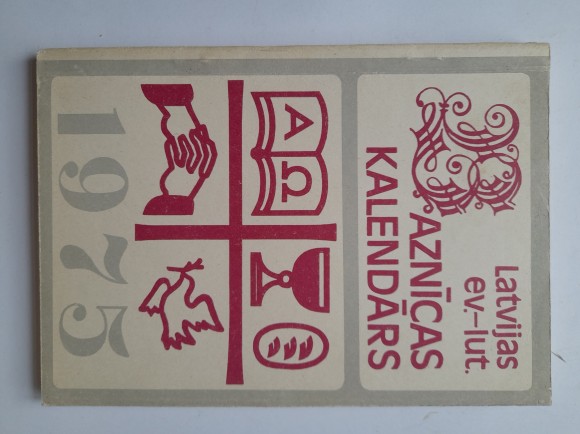 Latvijas
ev.-lut.
BAZNĪCAS
KALENDĀRS
Α
Ω
1975